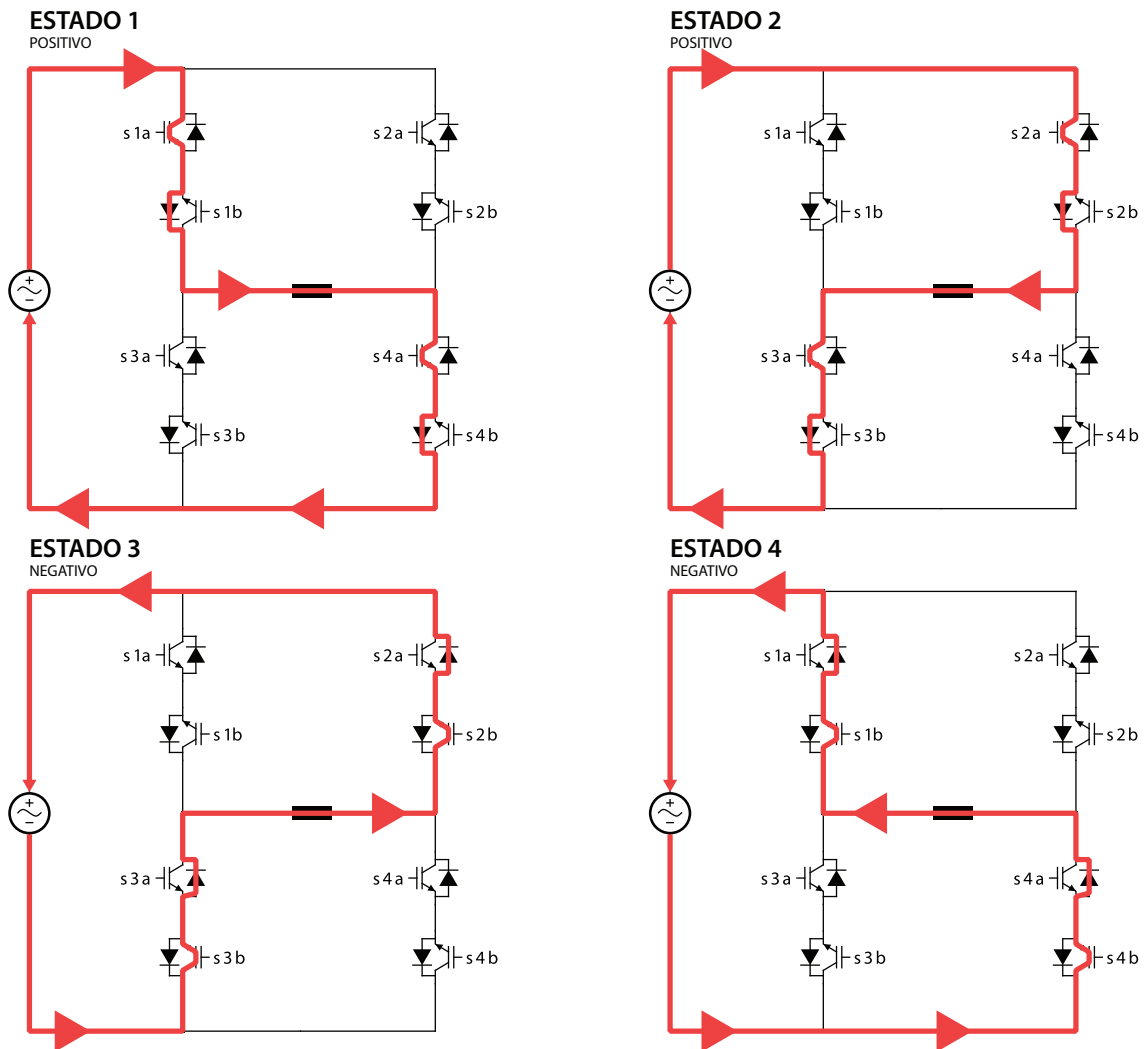 ESTADO 1
POSITIVO
s1a
s2a
s1b
s2b
+
−
s3a
s4a
s3b
s4b
ESTADO 2
POSITIVO
s1a
s2a
s1b
s2b
+
−
s3a
s4a
s3b
s4b
ESTADO 3
NEGATIVO
s1a
s2a
s1b
s2b
+
−
s3a
s4a
s3b
s4b
ESTADO 4
NEGATIVO
s1a
s2a
s1b
s2b
+
−
s3a
s4a
s3b
s4b